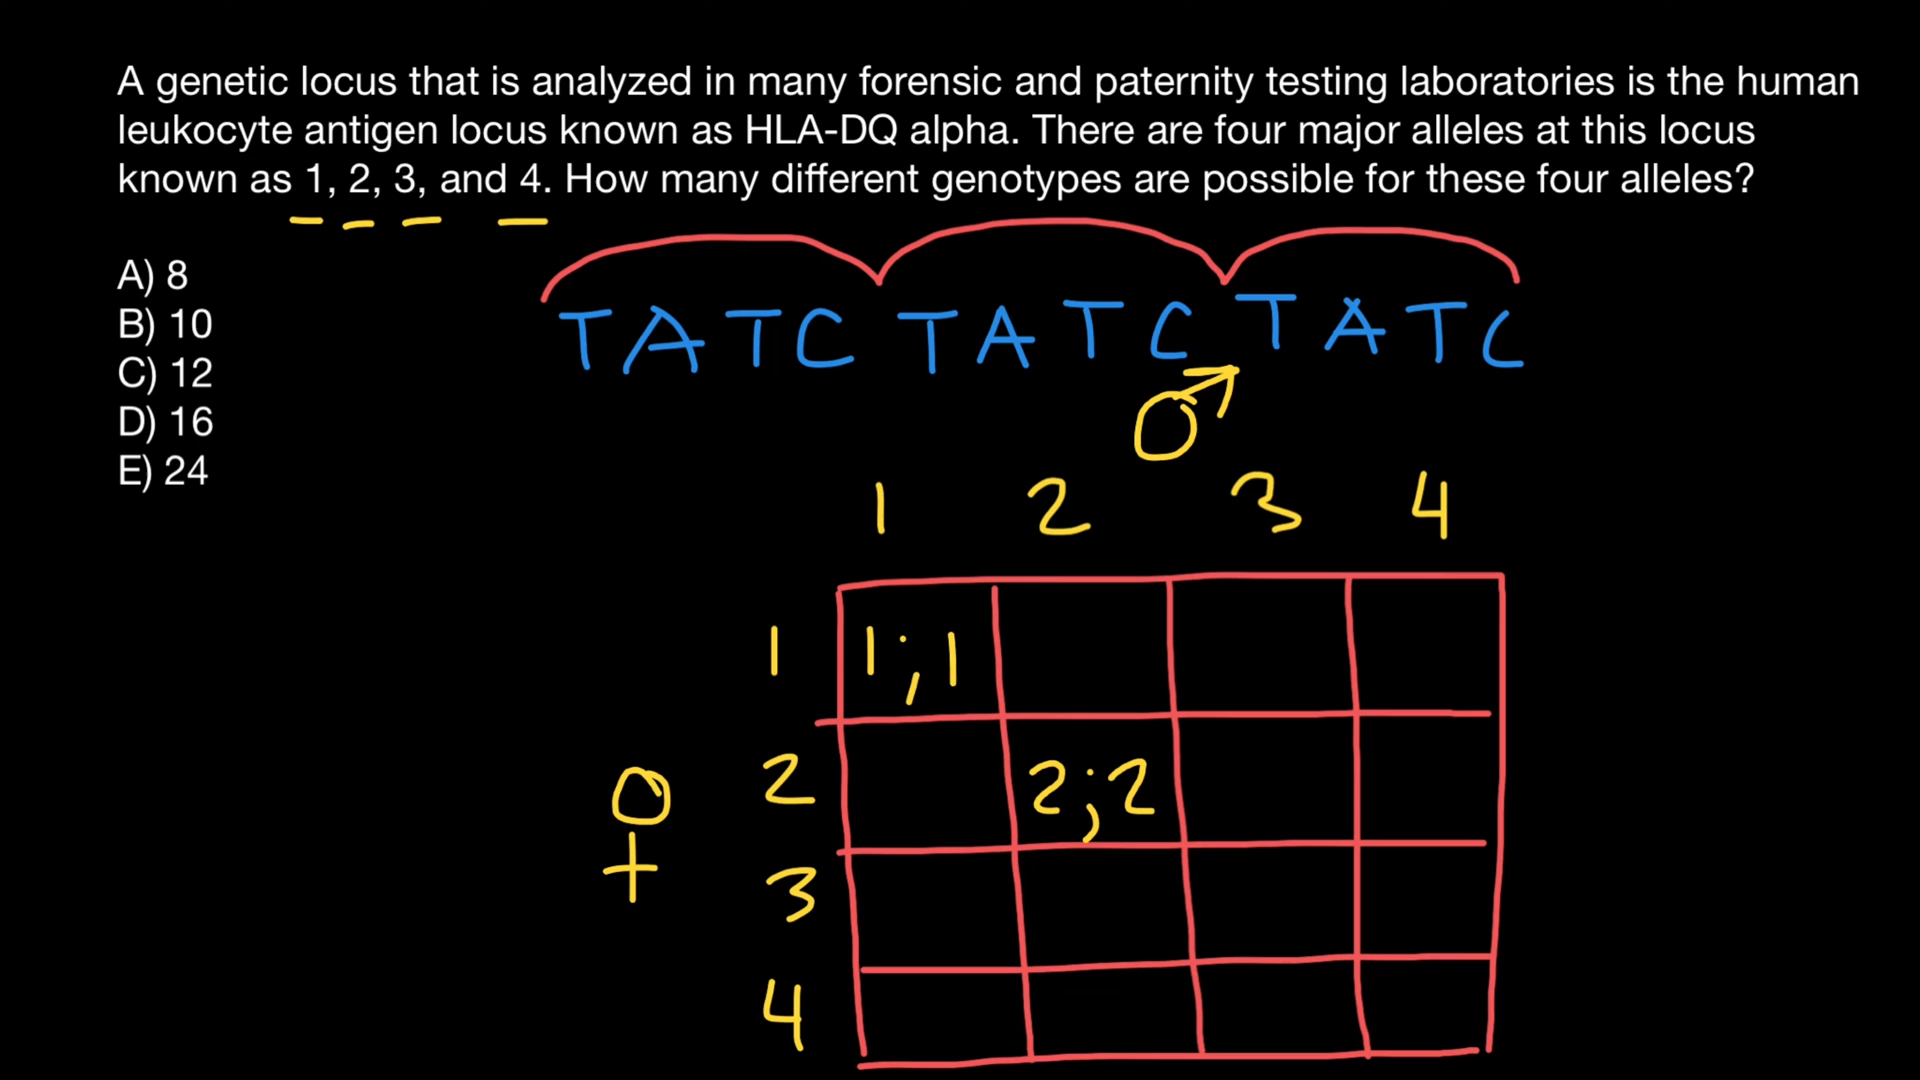 A genetic locus that is analyzed in many forensic and paternity testing laboratories is the human
leukocyte antigen locus known as HLA-DQ alpha. There are four major alleles at this locus
known as 1, 2, 3, and 4. How many different genotypes are possible for these four alleles?
A) 8
B) 10
C) 12
D) 16
E) 24
TATCTATCTATC
♂
1 2 3 4
1 1;1
2 2;2
♀
3
4